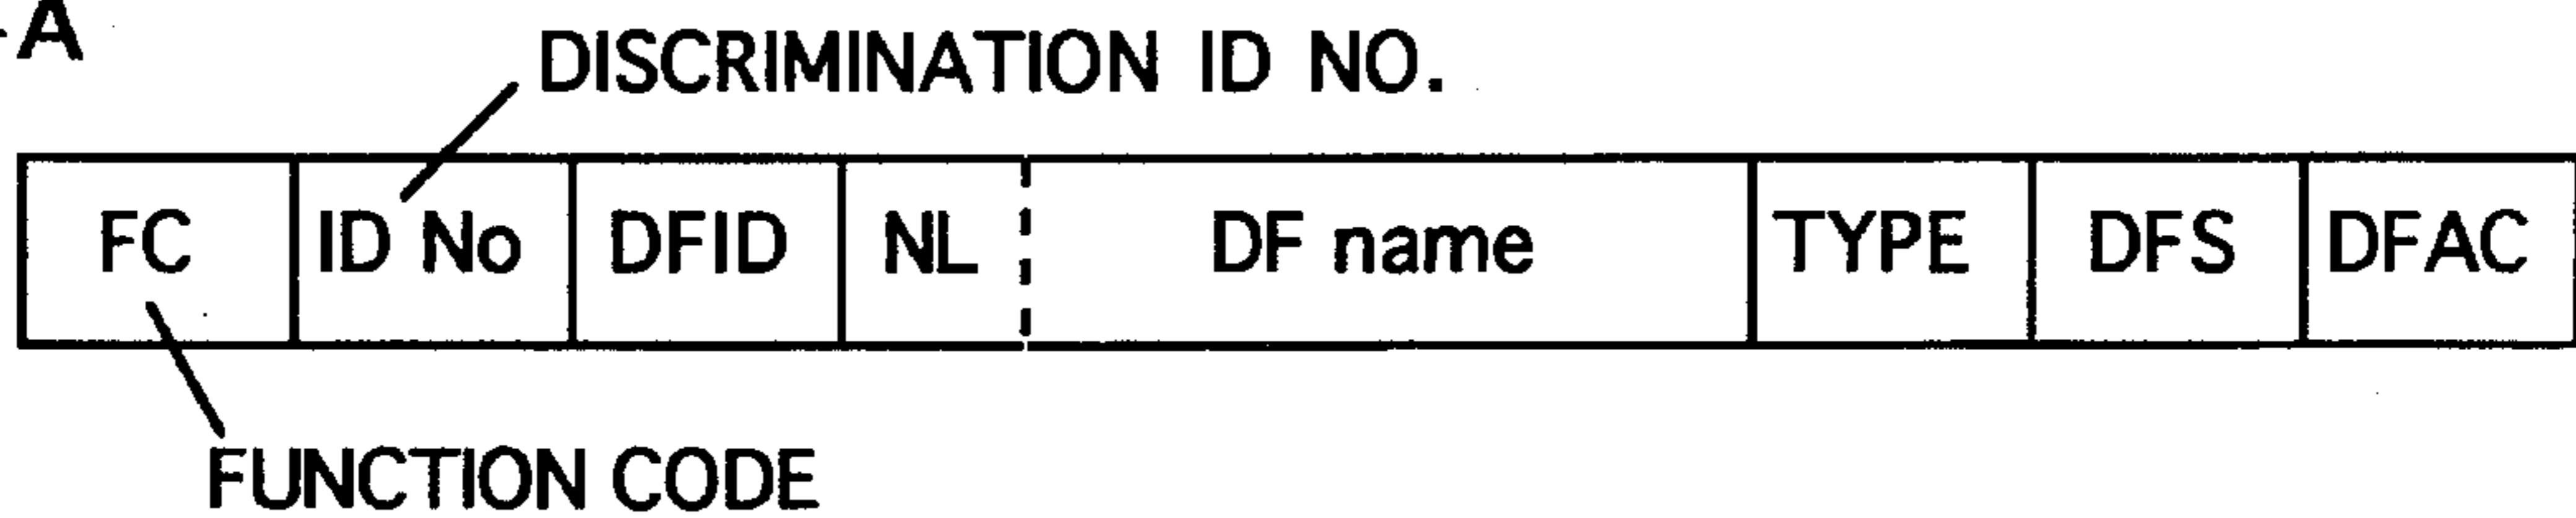 -A
DISCRIMINATION ID NO.
FC ID No DFID NL DF name TYPE DFS DFAC
FUNCTION CODE